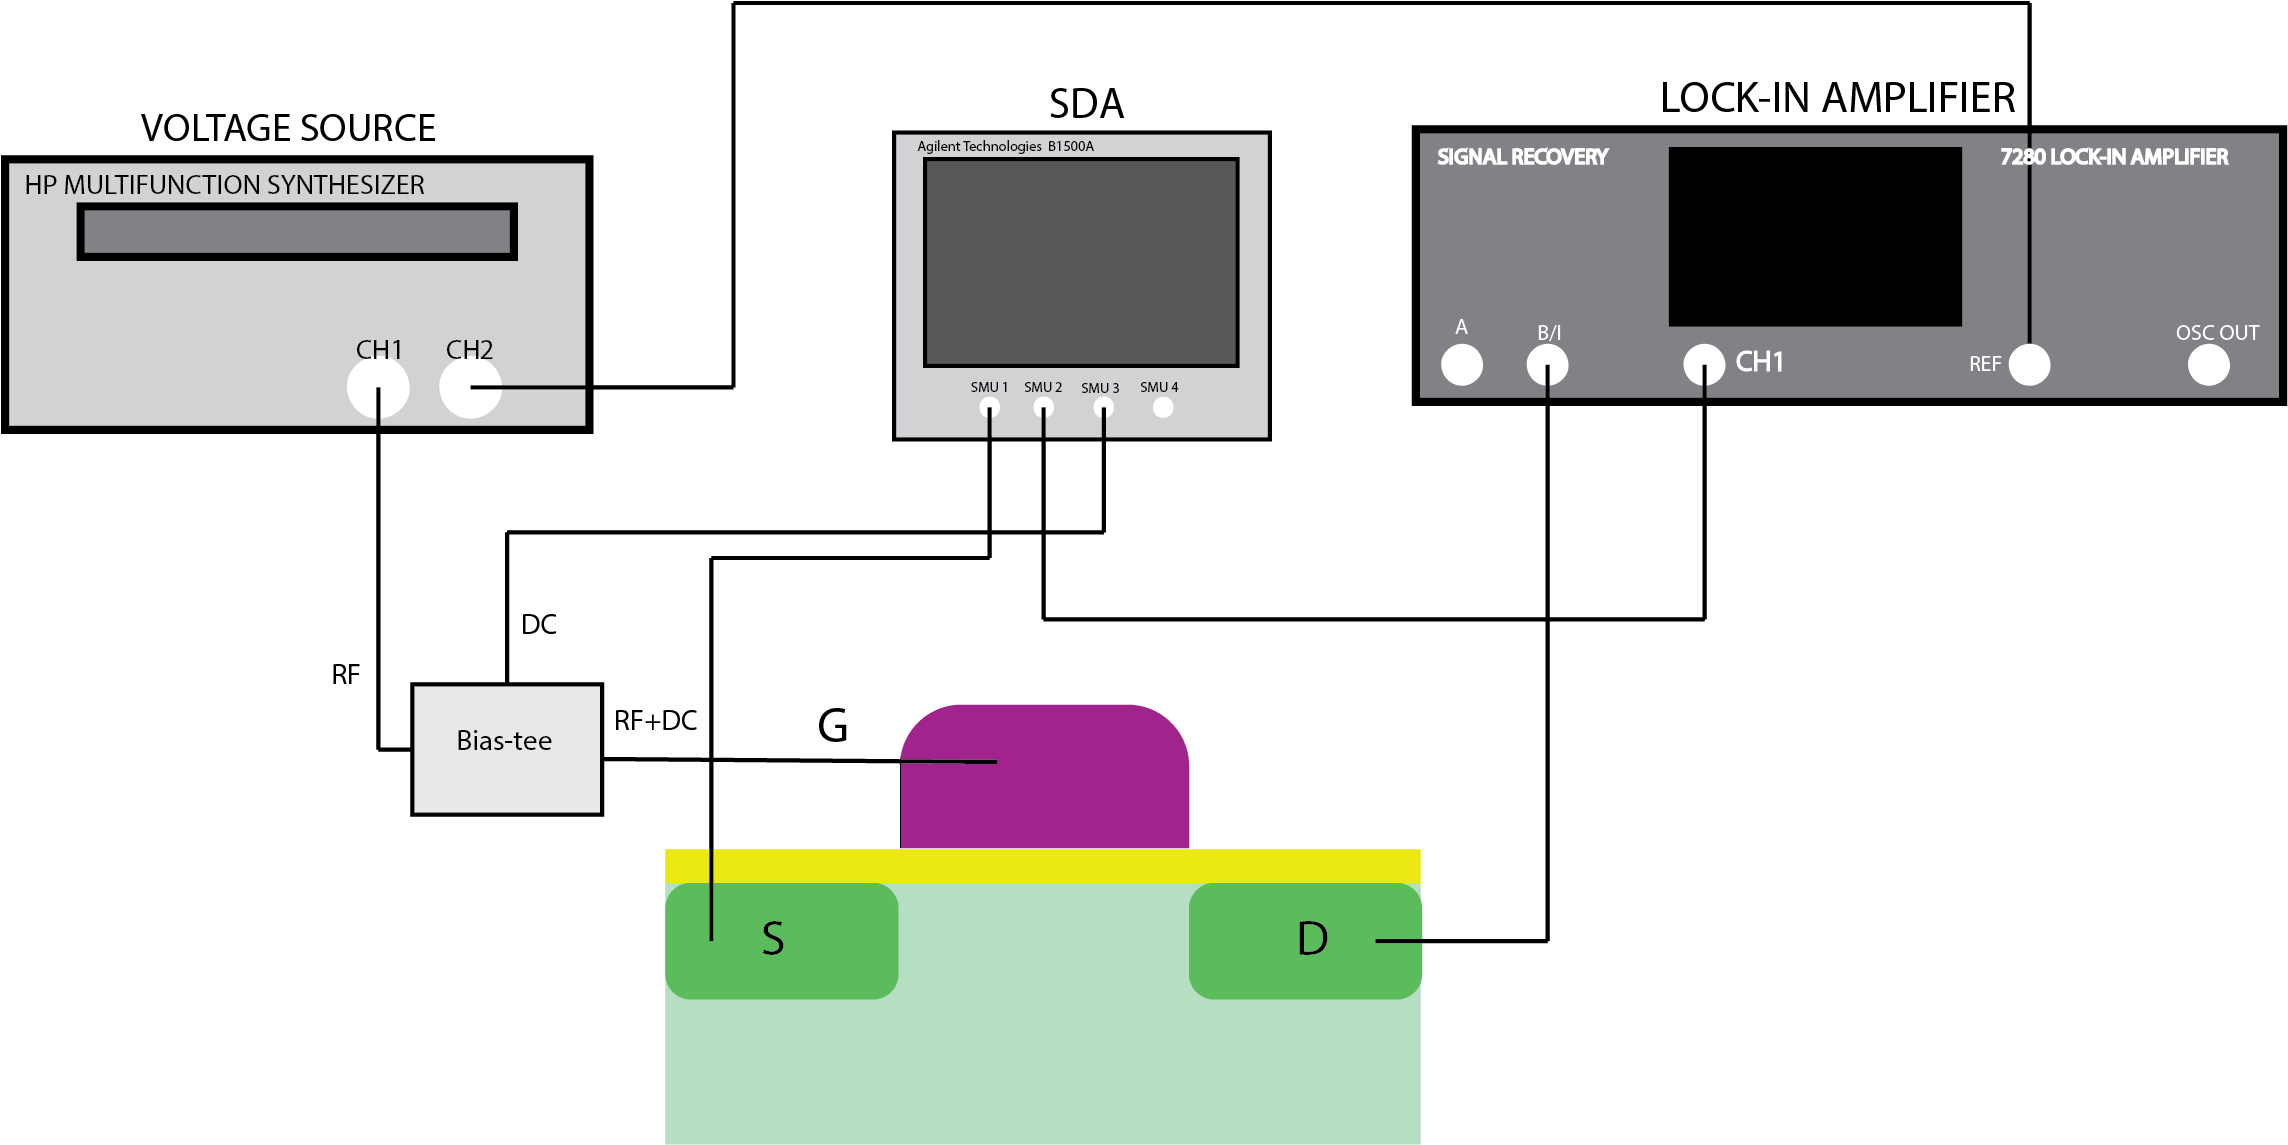 VOLTAGE SOURCE
HP MULTIFUNCTION SYNTHESIZER
CH1 CH2
SDA
Agilent Technologies B1500A
SMU 1 SMU 2 SMU 3 SMU 4
LOCK-IN AMPLIFIER
SIGNAL RECOVERY
7280 LOCK-IN AMPLIFIER
A B/I CH1 REF OSC OUT
DC
RF
Bias-tee
RF+DC
G
S
D